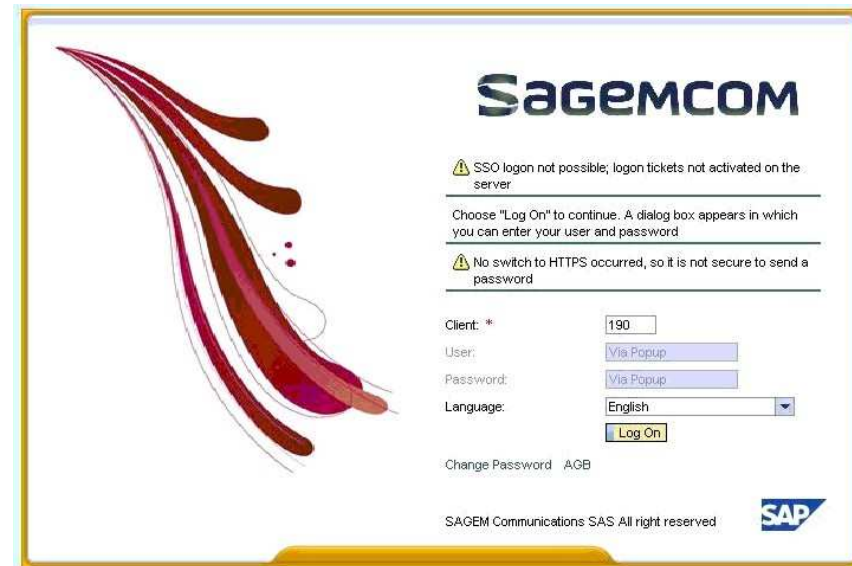 Sagemcom
SSO logon not possible; logon tickets not activated on the
server
Choose "Log On" to continue. A dialog box appears in which
you can enter your user and password
No switch to HTTPS occurred, so it is not secure to send a
password
Client: * 190
User: Via Popup
Password: Via Popup
Language: English
Log On
Change Password AGB
SAGEM Communications SAS All right reserved SAP